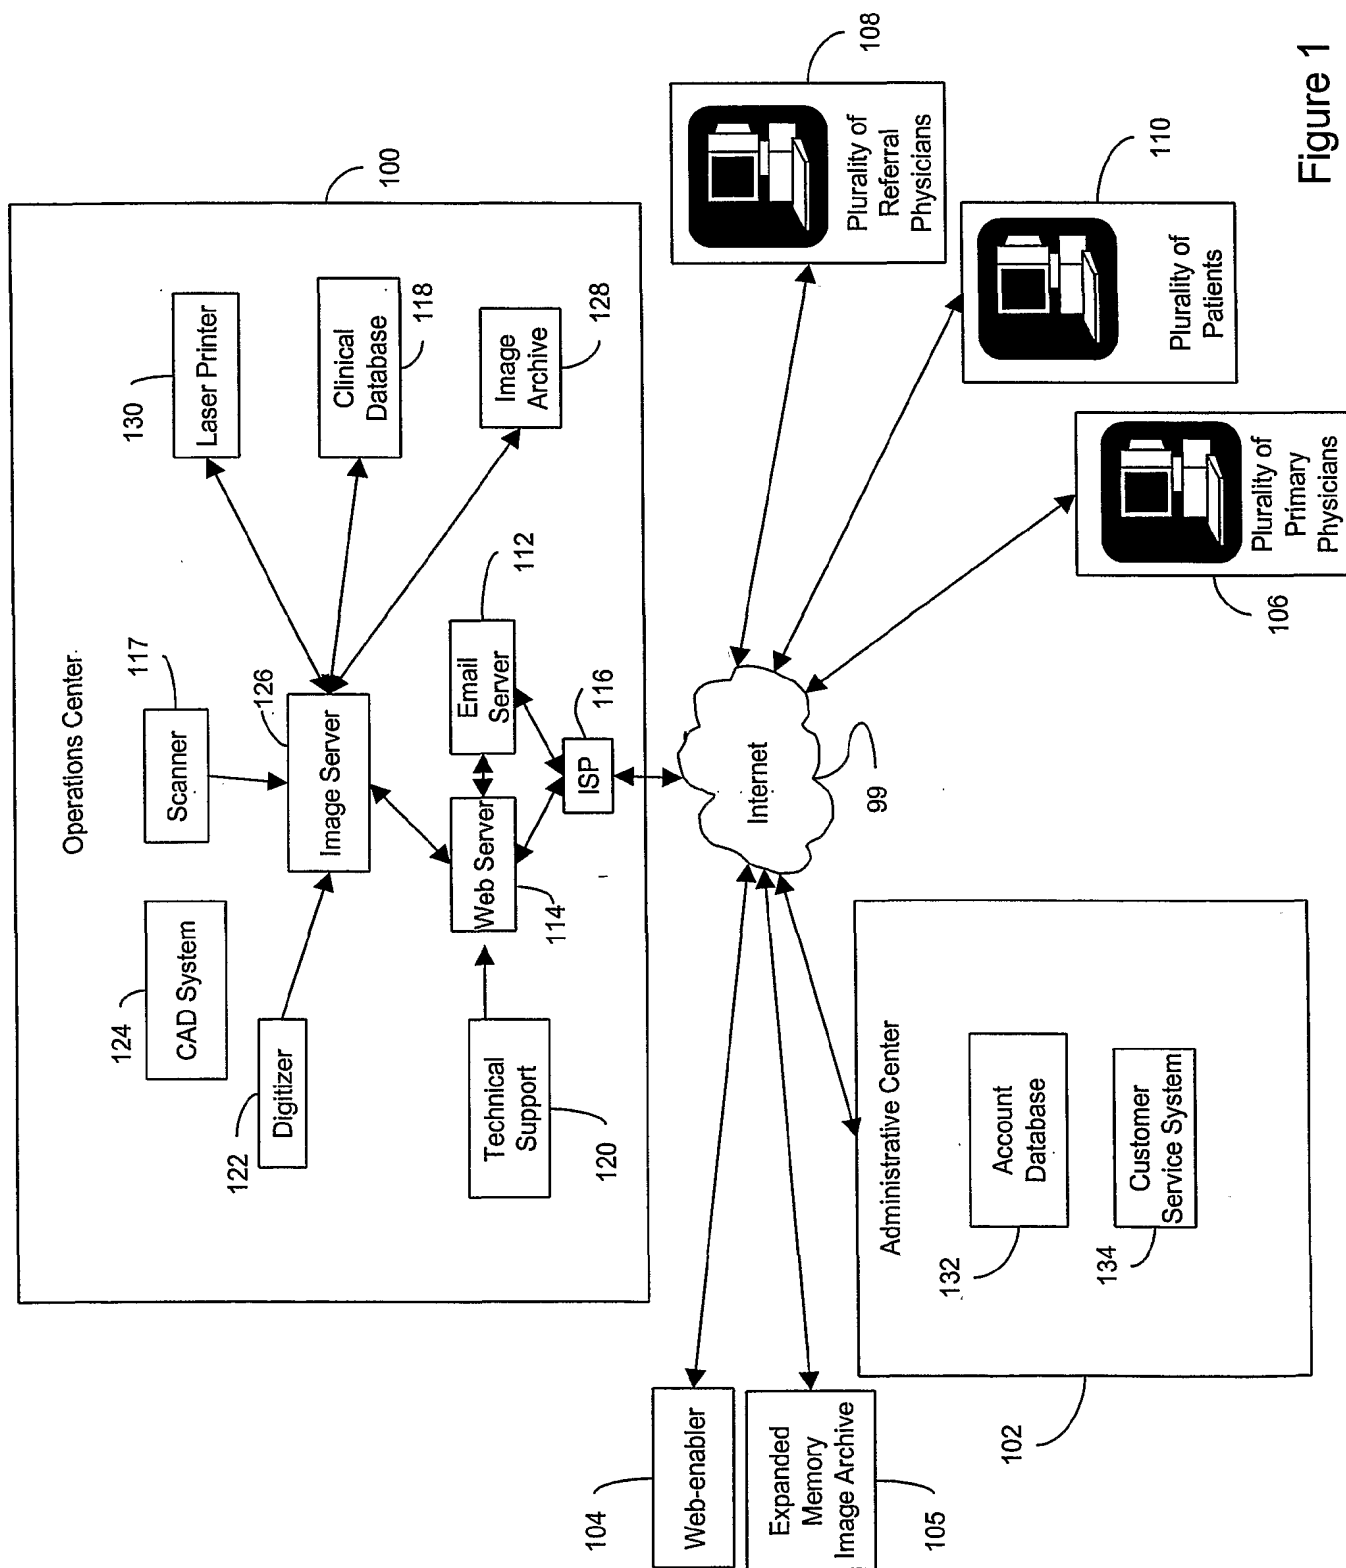 Operations Center
100
124
CAD System
117
Scanner
130
Laser Printer
122
Digitizer
126
Image Server
Clinical
Database
118
Technical
Support
120
Web Server
114
Email
Server
112
Image
Archive
128
ISP
116
104
Web-enabler
Expanded
Memory
Image Archive
105
Internet
99
108
Plurality of
Referral
Physicians
Administrative Center
132
Account
Database
134
Customer
Service System
102
110
Plurality of
Patients
Plurality of
Primary
Physicians
106
Figure 1